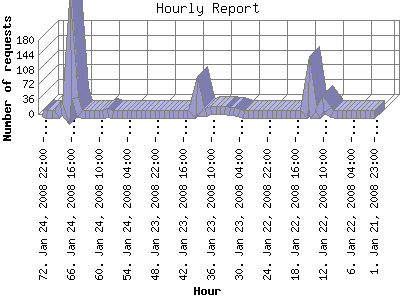 Hourly Report
Number of requests
180
144
108
72
36
0
72. Jan 24, 2008 22:00 -...
66. Jan 24, 2008 16:00 -...
60. Jan 24, 2008 10:00 -...
54. Jan 24, 2008 04:00 -...
48. Jan 23, 2008 22:00 -...
42. Jan 23, 2008 16:00 -...
36. Jan 23, 2008 10:00 -...
30. Jan 23, 2008 04:00 -...
24. Jan 22, 2008 22:00 -...
18. Jan 22, 2008 16:00 -...
12. Jan 22, 2008 10:00 -...
6. Jan 22, 2008 04:00 -...
1. Jan 21, 2008 23:00 -...
Hour